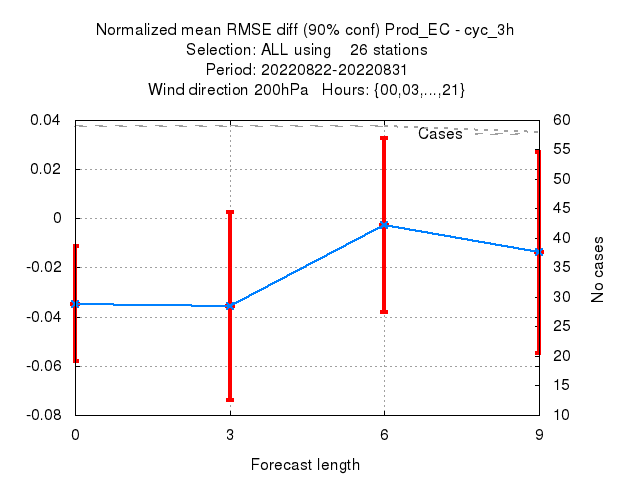 Normalized mean RMSE diff (90% conf) Prod_EC - cyc_3h
Selection: ALL using    26 stations
Period: 20220822-20220831
Wind direction 200hPa   Hours: {00,03,...,21}
0.04
0.02
0
-0.02
-0.04
-0.06
-0.08
Cases
60
55
50
45
40
35
30
25
20
15
10
No cases
0 3 6 9
Forecast length